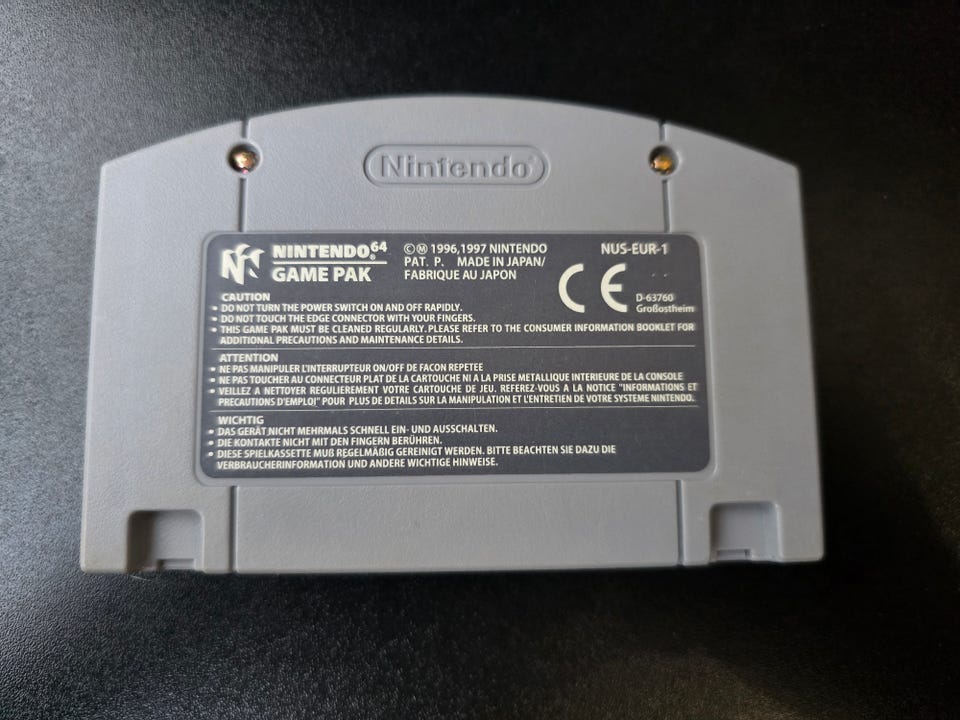 Nintendo®
NINTENDO®64
GAME PAK
©Ⓜ 1996,1997 NINTENDO
PAT. P. MADE IN JAPAN/
FABRIQUE AU JAPON
NUS-EUR-1
CE
D-63760
Großostheim
CAUTION
• DO NOT TURN THE POWER SWITCH ON AND OFF RAPIDLY.
• DO NOT TOUCH THE EDGE CONNECTOR WITH YOUR FINGERS.
• THIS GAME PAK MUST BE CLEANED REGULARLY. PLEASE REFER TO THE CONSUMER INFORMATION BOOKLET FOR
ADDITIONAL PRECAUTIONS AND MAINTENANCE DETAILS.
ATTENTION
• NE PAS MANIPULER L'INTERRUPTEUR ON/OFF DE FACON REPETEE
• NE PAS TOUCHER AU CONNECTEUR PLAT DE LA CARTOUCHE NI A LA PRISE METALLIQUE INTERIEURE DE LA CONSOLE
• VEILLEZ A NETTOYER REGULIEREMENT VOTRE CARTOUCHE DE JEU. REFEREZ-VOUS A LA NOTICE "INFORMATIONS ET
PRECAUTIONS D'EMPLOI" POUR PLUS DE DETAILS SUR LA MANIPULATION ET L'ENTRETIEN DE VOTRE SYSTEME NINTENDO.
WICHTIG
• DAS GERÄT NICHT MEHRMALS SCHNELL EIN- UND AUSSCHALTEN.
• DIE KONTAKTE NICHT MIT DEN FINGERN BERÜHREN.
• DIESE SPIELKASSETTE MUß REGELMÄßIG GEREINIGT WERDEN. BITTE BEACHTEN SIE DAZU DIE
VERBRAUCHERINFORMATION UND ANDERE WICHTIGE HINWEISE.